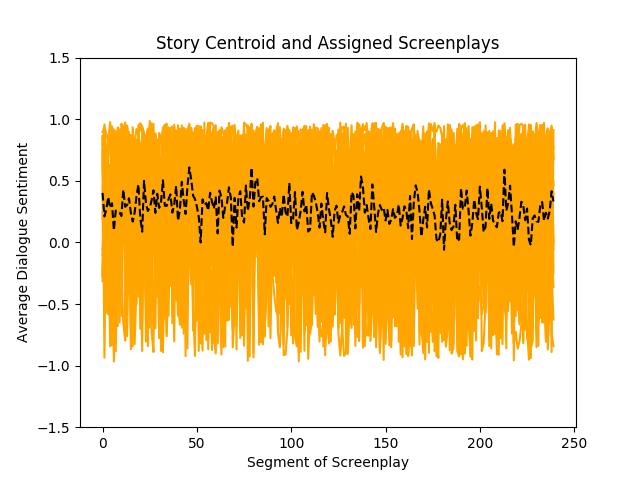 Story Centroid and Assigned Screenplays
1.5
1.0
0.5
0.0
−0.5
−1.0
−1.5
Average Dialogue Sentiment
0 50 100 150 200 250
Segment of Screenplay